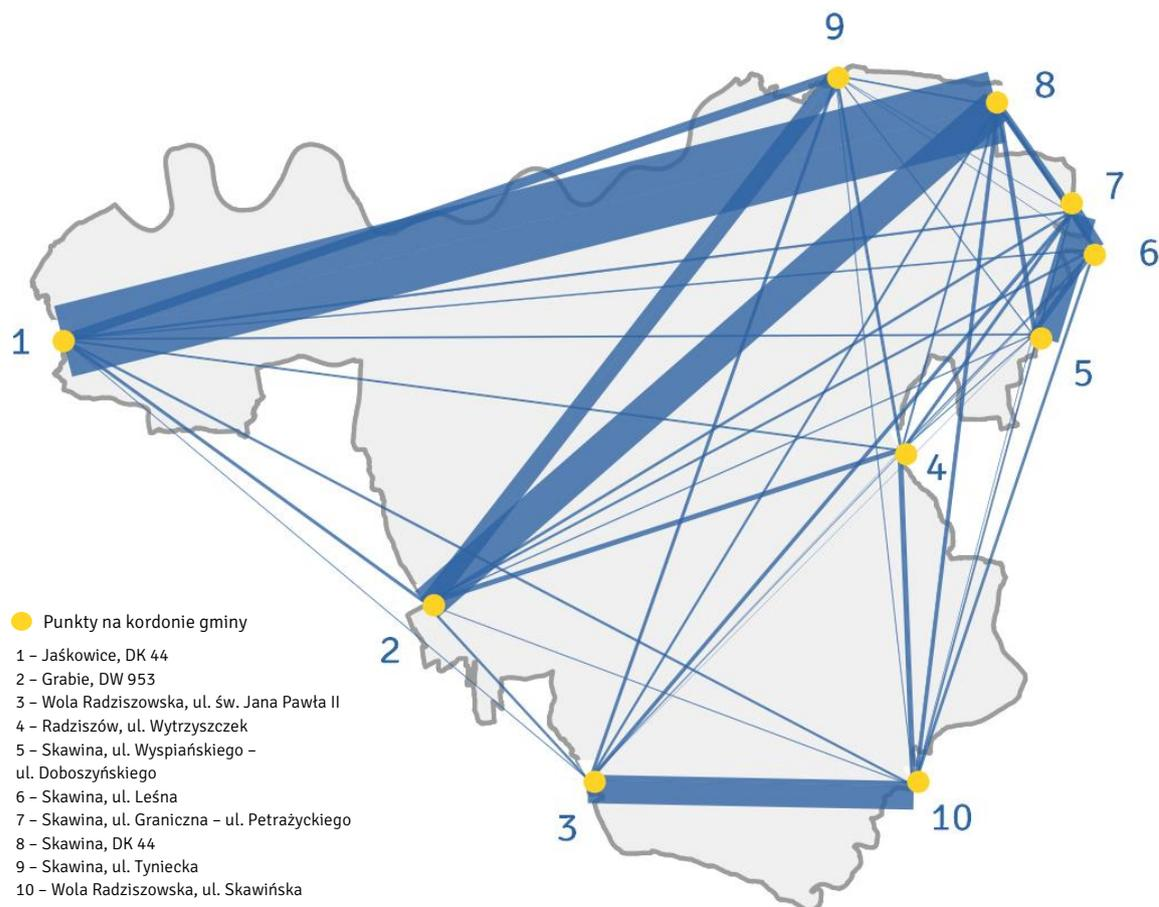 9
8
7
6
1
5
4
2
3
10
Punkty na kordonie gminy
1 – Jaśkowice, DK 44
2 – Grabie, DW 953
3 – Wola Radziszowska, ul. św. Jana Pawła II
4 – Radziszów, ul. Wytrzyszczek
5 – Skawina, ul. Wyspiańskiego –
ul. Doboszyńskiego
6 – Skawina, ul. Leśna
7 – Skawina, ul. Graniczna – ul. Petrażyckiego
8 – Skawina, DK 44
9 – Skawina, ul. Tyniecka
10 – Wola Radziszowska, ul. Skawińska